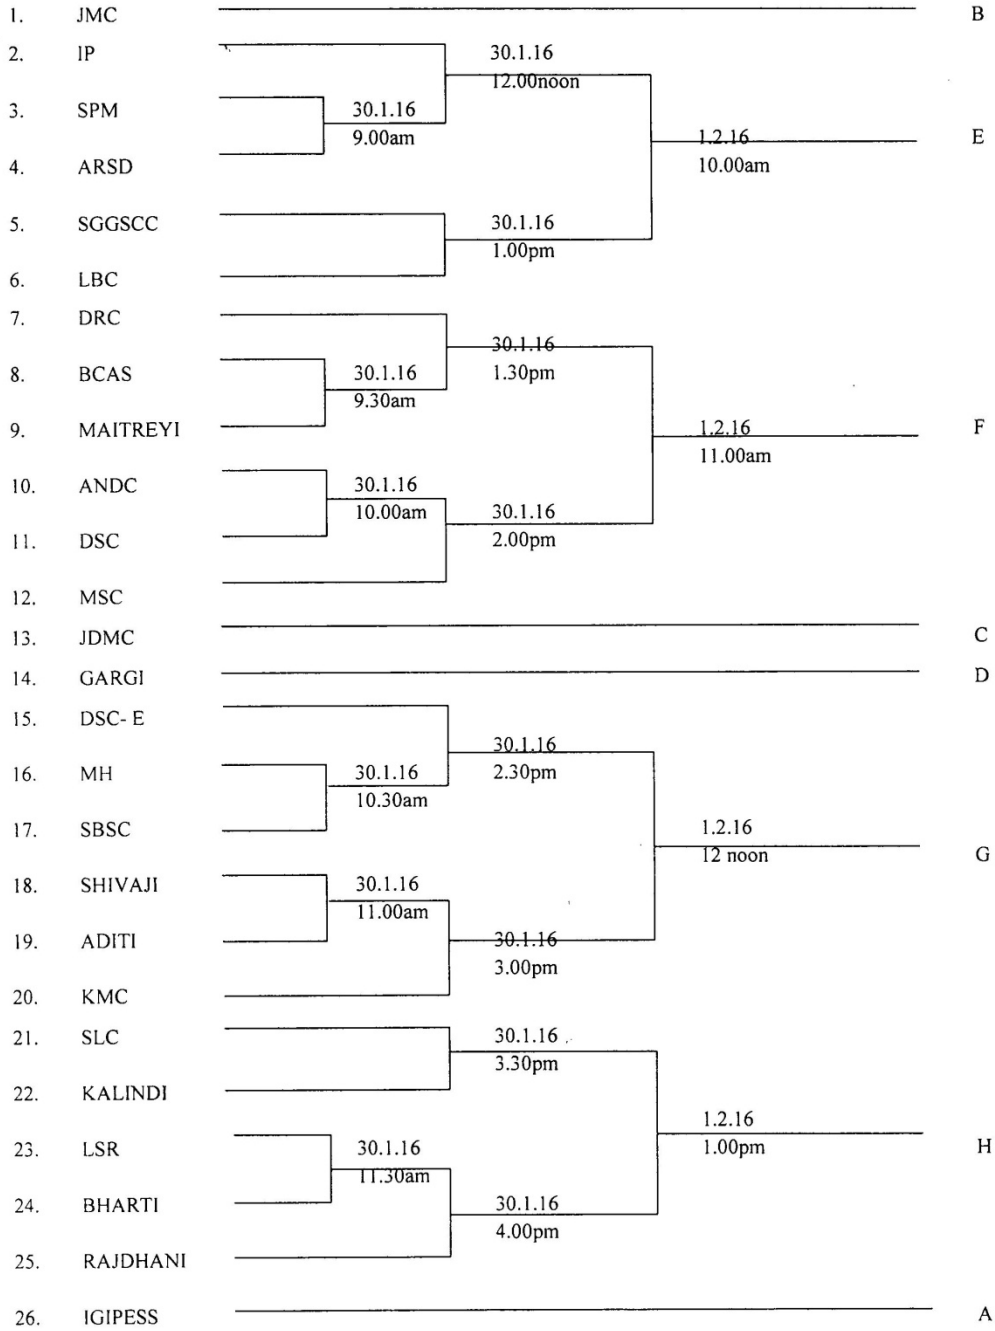 1. JMC B
2. IP 30.1.16
12.00noon
3. SPM 30.1.16
9.00am 1.2.16 E
4. ARSD 10.00am
5. SGGSCC 30.1.16
1.00pm
6. LBC
7. DRC
30.1.16
8. BCAS 30.1.16 1.30pm
9.30am
9. MAITREYI 1.2.16 F
11.00am
10. ANDC 30.1.16
10.00am 30.1.16
11. DSC 2.00pm
12. MSC
13. JDMC C
14. GARGI D
15. DSC- E
30.1.16
16. MH 30.1.16 2.30pm
10.30am
17. SBSC 1.2.16
12 noon G
18. SHIVAJI 30.1.16
11.00am
19. ADITI 30.1.16
3.00pm
20. KMC
21. SLC 30.1.16
3.30pm
22. KALINDI
1.2.16
23. LSR 30.1.16 1.00pm H
11.30am
24. BHARTI 30.1.16
4.00pm
25. RAJDHANI
26. IGIPESS A